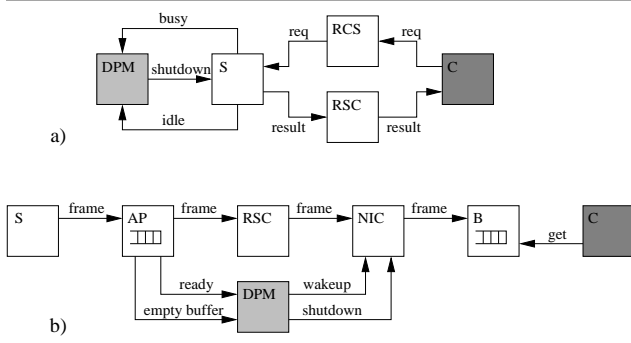 busy
RCS
req
req
DPM
shutdown
S
C
RSC
idle
result
result
a)
S
frame
AP
frame
RSC
frame
NIC
frame
B
C
get
ready
DPM
wakeup
empty buffer
shutdown
b)